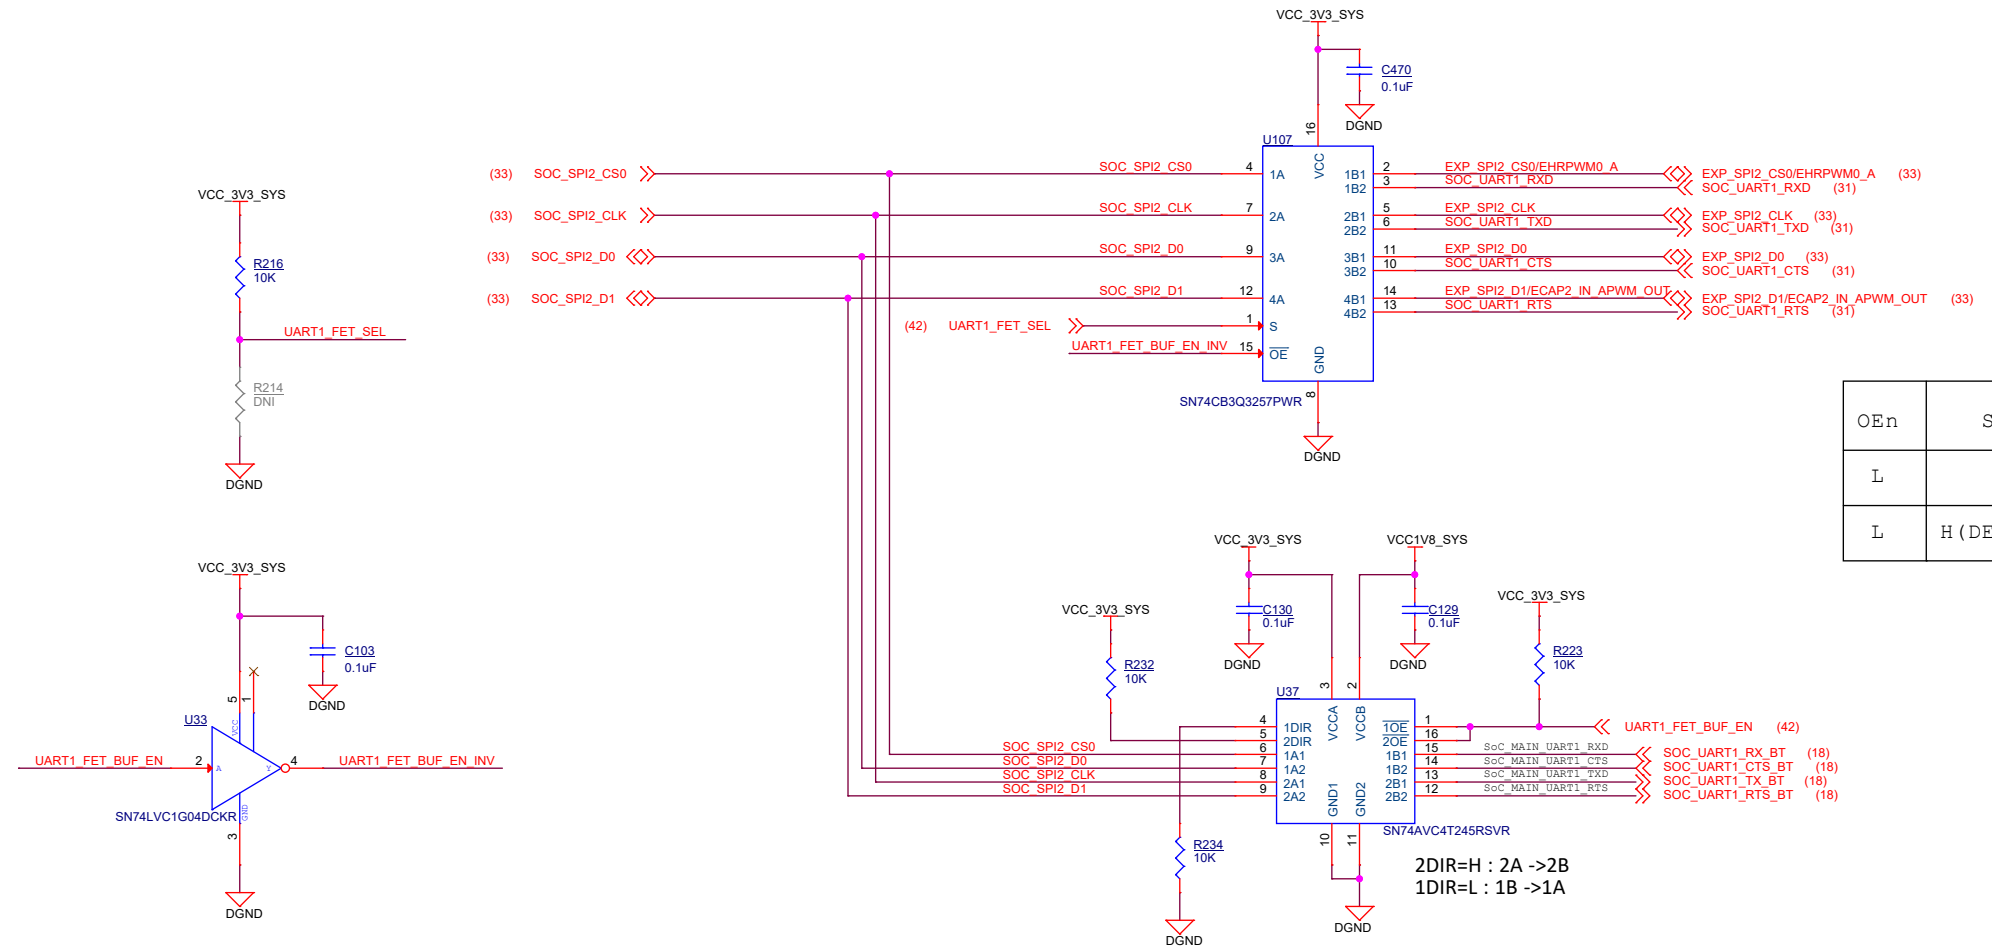 VCC_3V3_SYS
C470
0.1uF
DGND
16
U107
VCC
(33) SOC_SPI2_CS0
SOC_SPI2_CS0 4 1A
1B1 2 EXP_SPI2_CS0/EHRPWM0_A EXP_SPI2_CS0/EHRPWM0_A (33)
1B2 3 SOC_UART1_RXD SOC_UART1_RXD (31)
(33) SOC_SPI2_CLK
SOC_SPI2_CLK 7 2A
2B1 5 EXP_SPI2_CLK EXP_SPI2_CLK (33)
2B2 6 SOC_UART1_TXD SOC_UART1_TXD (31)
(33) SOC_SPI2_D0
SOC_SPI2_D0 9 3A
3B1 11 EXP_SPI2_D0 EXP_SPI2_D0 (33)
3B2 10 SOC_UART1_CTS SOC_UART1_CTS (31)
(33) SOC_SPI2_D1
SOC_SPI2_D1 12 4A
4B1 14 EXP_SPI2_D1/ECAP2_IN_APWM_OUT EXP_SPI2_D1/ECAP2_IN_APWM_OUT (33)
4B2 13 SOC_UART1_RTS SOC_UART1_RTS (31)
(42) UART1_FET_SEL 1 S
UART1_FET_BUF_EN_INV 15 OE
GND
8
SN74CB3Q3257PWR
DGND
VCC_3V3_SYS
R216
10K
UART1_FET_SEL
R214
DNI
DGND
OEn S
L
L H(DE
VCC_3V3_SYS
C103
0.1uF
DGND
5 1
U33
VCC
UART1_FET_BUF_EN 2 A Y 4 UART1_FET_BUF_EN_INV
GND
SN74LVC1G04DCKR
3
DGND
VCC_3V3_SYS
VCC1V8_SYS
C130
0.1uF
DGND
C129
0.1uF
DGND
VCC_3V3_SYS
R232
10K
VCC_3V3_SYS
R223
10K
3 2
U37
VCCA VCCB
4 1DIR 1OE 1 UART1_FET_BUF_EN (42)
5 2DIR 2OE 16
SOC_SPI2_CS0 6 1A1 1B1 15 SoC_MAIN_UART1_RXD SOC_UART1_RX_BT (18)
SOC_SPI2_D0 7 1A2 1B2 14 SoC_MAIN_UART1_CTS SOC_UART1_CTS_BT (18)
SOC_SPI2_CLK 8 2A1 2B1 13 SoC_MAIN_UART1_TXD SOC_UART1_TX_BT (18)
SOC_SPI2_D1 9 2A2 2B2 12 SoC_MAIN_UART1_RTS SOC_UART1_RTS_BT (18)
GND1 GND2
10 11
SN74AVC4T245RSVR
R234
10K
DGND
DGND
2DIR=H : 2A ->2B
1DIR=L : 1B ->1A